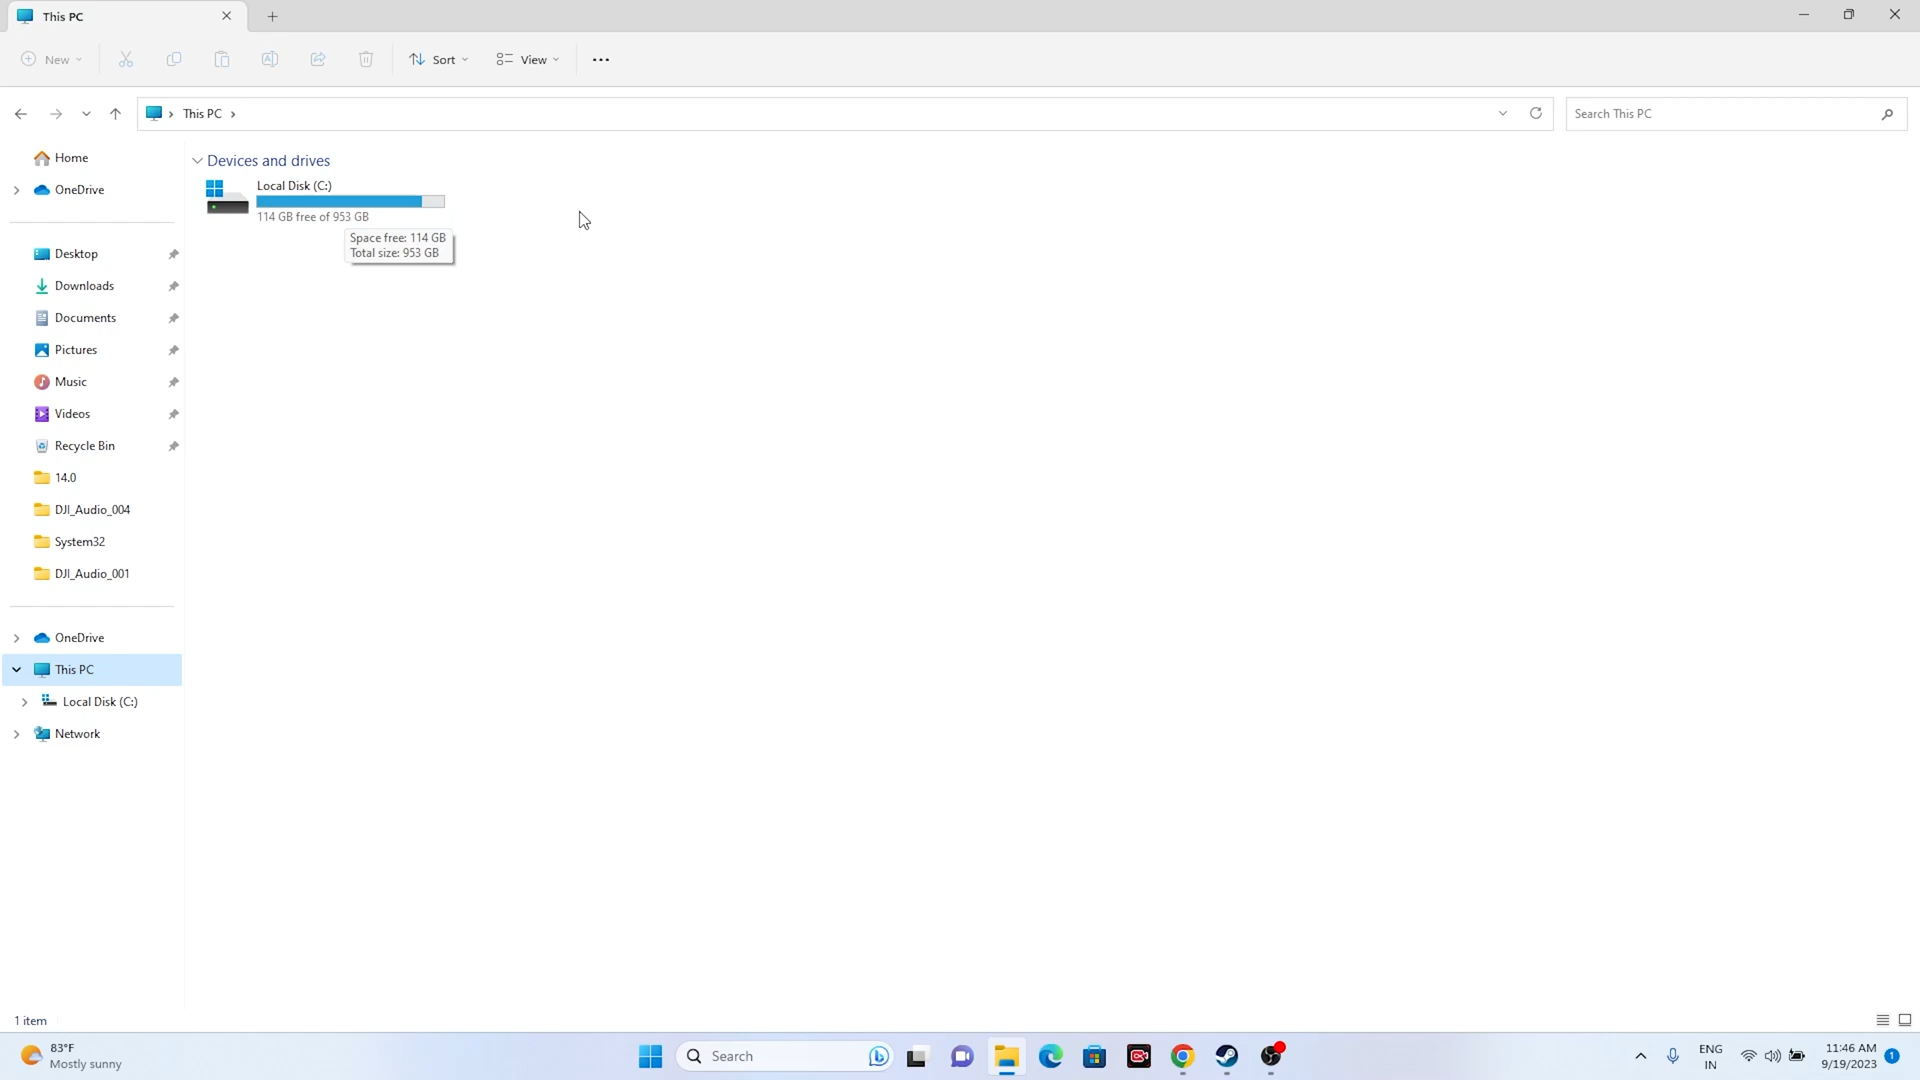 This PC
New
Sort
View
This PC
Search This PC
Home
OneDrive
Desktop
Downloads
Documents
Pictures
Music
Videos
Recycle Bin
14.0
DJI_Audio_004
System32
DJI_Audio_001
OneDrive
This PC
Local Disk (C:)
Network
Devices and drives
Local Disk (C:)
114 GB free of 953 GB
Space free: 114 GB
Total size: 953 GB
1 item
83°F
Mostly sunny
Search
ENG
IN
11:46 AM
9/19/2023
1